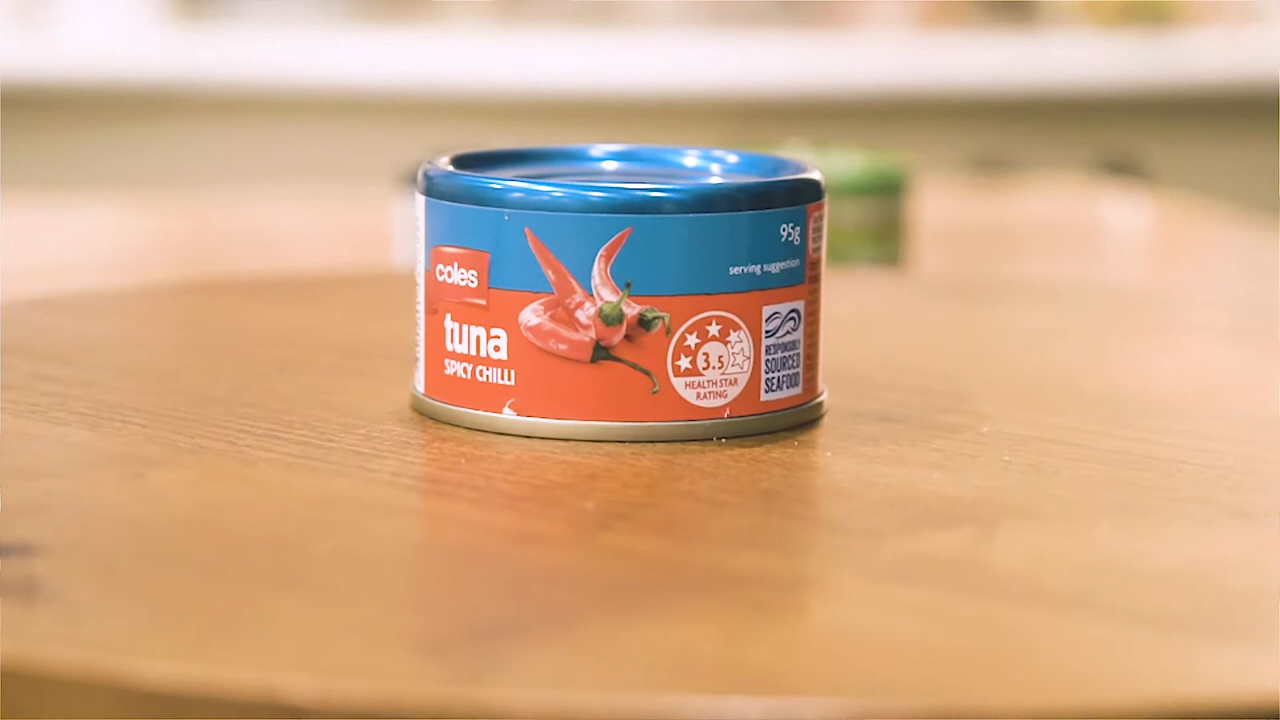 95g
serving suggestion
coles
tuna
SPICY CHILLI
3.5
HEALTH STAR
RATING
RESPONSIBLY
SOURCED
SEAFOOD